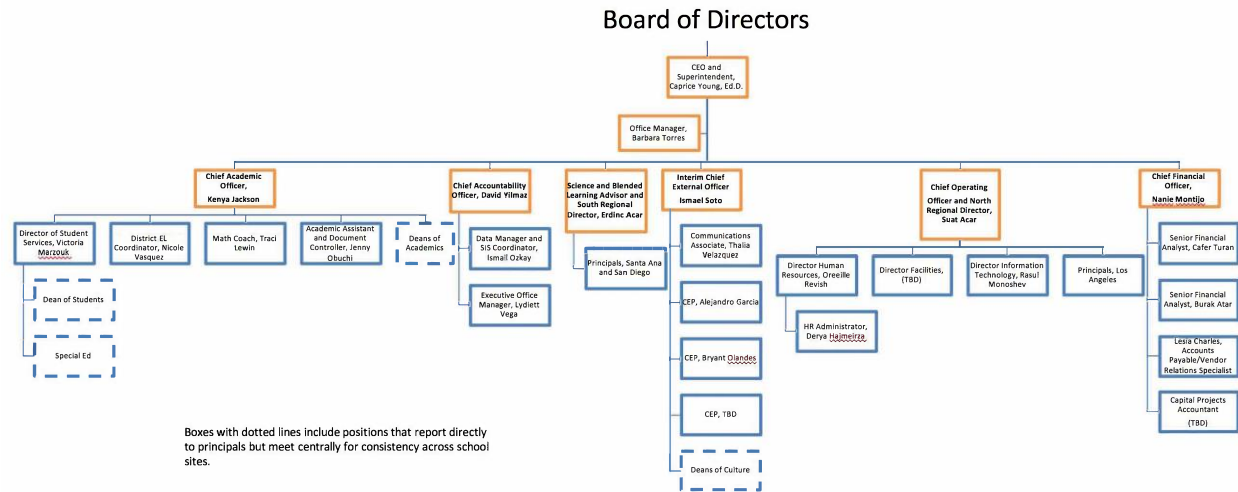 Board of Directors
CEO and
Superintendent,
Caprice Young, Ed.D.
Office Manager,
Barbara Torres
Chief Academic
Officer,
Kenya Jackson
Chief Accountability
Officer, David Yilmaz
Science and Blended
Learning Advisor and
South Regional
Director, Erdinc Acar
Interim Chief
External Officer
Ismael Soto
Chief Operating
Officer and North
Regional Director,
Suat Acar
Chief Financial
Officer,
Nanie Montijo
Director of Student
Services, Victoria
Marzouk
District EL
Coordinator, Nicole
Vasquez
Math Coach, Traci
Lewin
Academic Assistant
and Document
Controller, Jenny
Obuchi
Deans of
Academics
Dean of Students
Special Ed
Data Manager and
SIS Coordinator,
Ismail Ozkay
Executive Office
Manager, Lydiett
Vega
Principals, Santa Ana
and San Diego
Communications
Associate, Thalia
Velazquez
CEP, Alejandro Garcia
CEP, Bryant Olandes
CEP, TBD
Deans of Culture
Director Human
Resources, Oreille
Revish
HR Administrator,
Derya Hajmeirza
Director Facilities,
(TBD)
Director Information
Technology, Rasul
Monoshev
Principals, Los
Angeles
Senior Financial
Analyst, Cafer Turan
Senior Financial
Analyst, Burak Atar
Lesia Charles,
Accounts
Payable/Vendor
Relations Specialist
Capital Projects
Accountant
(TBD)
Boxes with dotted lines include positions that report directly
to principals but meet centrally for consistency across school
sites.